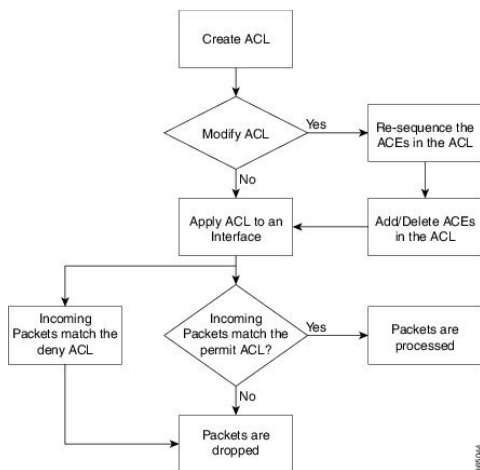 Create ACL
Modify ACL
Yes
Re-sequence the
ACEs in the ACL
No
Apply ACL to an
Interface
Add/Delete ACEs
in the ACL
Incoming
Packets match the
deny ACL
Incoming
Packets match the
permit ACL?
Yes
Packets are
processed
No
Packets are
dropped